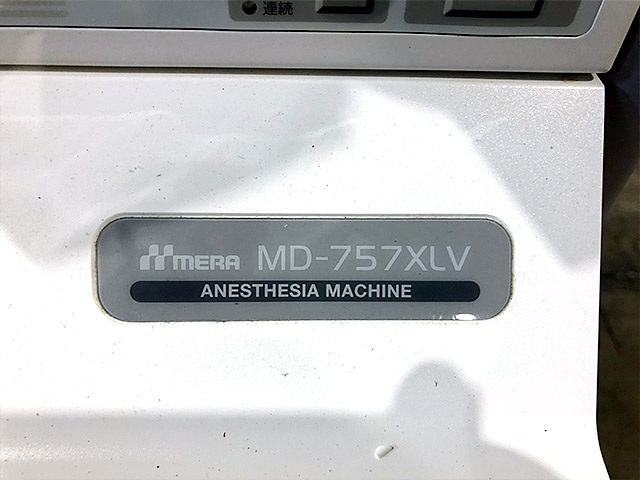 連続
MERA MD-757XLV
ANESTHESIA MACHINE